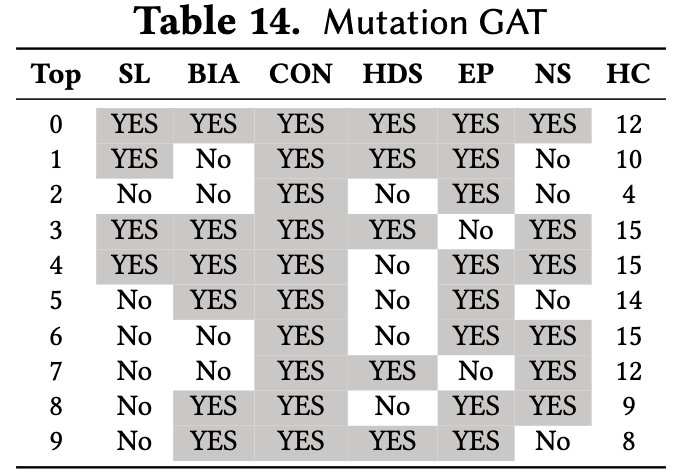 Table 14. Mutation GAT
Top SL BIA CON HDS EP NS HC
0 YES YES YES YES YES YES 12
1 YES No YES YES YES No 10
2 No No YES No YES No 4
3 YES YES YES YES No YES 15
4 YES YES YES No YES YES 15
5 No YES YES No YES No 14
6 No No YES No YES YES 15
7 No No YES YES No YES 12
8 No YES YES No YES YES 9
9 No YES YES YES YES No 8